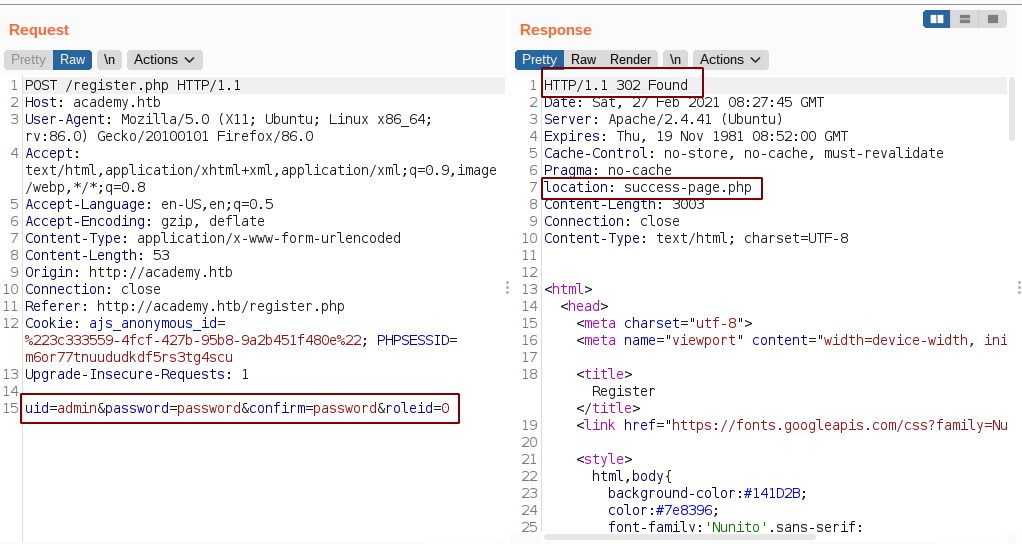 Request
Pretty Raw \n Actions
1 POST /register.php HTTP/1.1
2 Host: academy.htb
3 User-Agent: Mozilla/5.0 (X11; Ubuntu; Linux x86_64;
rv:86.0) Gecko/20100101 Firefox/86.0
4 Accept:
text/html,application/xhtml+xml,application/xml;q=0.9,image
/webp,*/*;q=0.8
5 Accept-Language: en-US,en;q=0.5
6 Accept-Encoding: gzip, deflate
7 Content-Type: application/x-www-form-urlencoded
8 Content-Length: 53
9 Origin: http://academy.htb
10 Connection: close
11 Referer: http://academy.htb/register.php
12 Cookie: ajs_anonymous_id=
%223c333559-4fcf-427b-95b8-9a2b451f480e%22; PHPSESSID=
m6or77tnuududkdf5rs3tg4scu
13 Upgrade-Insecure-Requests: 1
14
15 uid=admin&password=password&confirm=password&roleid=0
Response
Pretty Raw Render \n Actions
1 HTTP/1.1 302 Found
2 Date: Sat, 27 Feb 2021 08:27:45 GMT
3 Server: Apache/2.4.41 (Ubuntu)
4 Expires: Thu, 19 Nov 1981 08:52:00 GMT
5 Cache-Control: no-store, no-cache, must-revalidate
6 Pragma: no-cache
7 location: success-page.php
8 Content-Length: 3003
9 Connection: close
10 Content-Type: text/html; charset=UTF-8
11
12
13 <html>
14 <head>
15 <meta charset="utf-8">
16 <meta name="viewport" content="width=device-width, ini
17
18 <title>
Register
</title>
19 <link href="https://fonts.googleapis.com/css?family=Nu
20
21 <style>
22 html,body{
23 background-color:#141D2B;
24 color:#7e8396;
25 font-family:'Nunito',sans-serif;